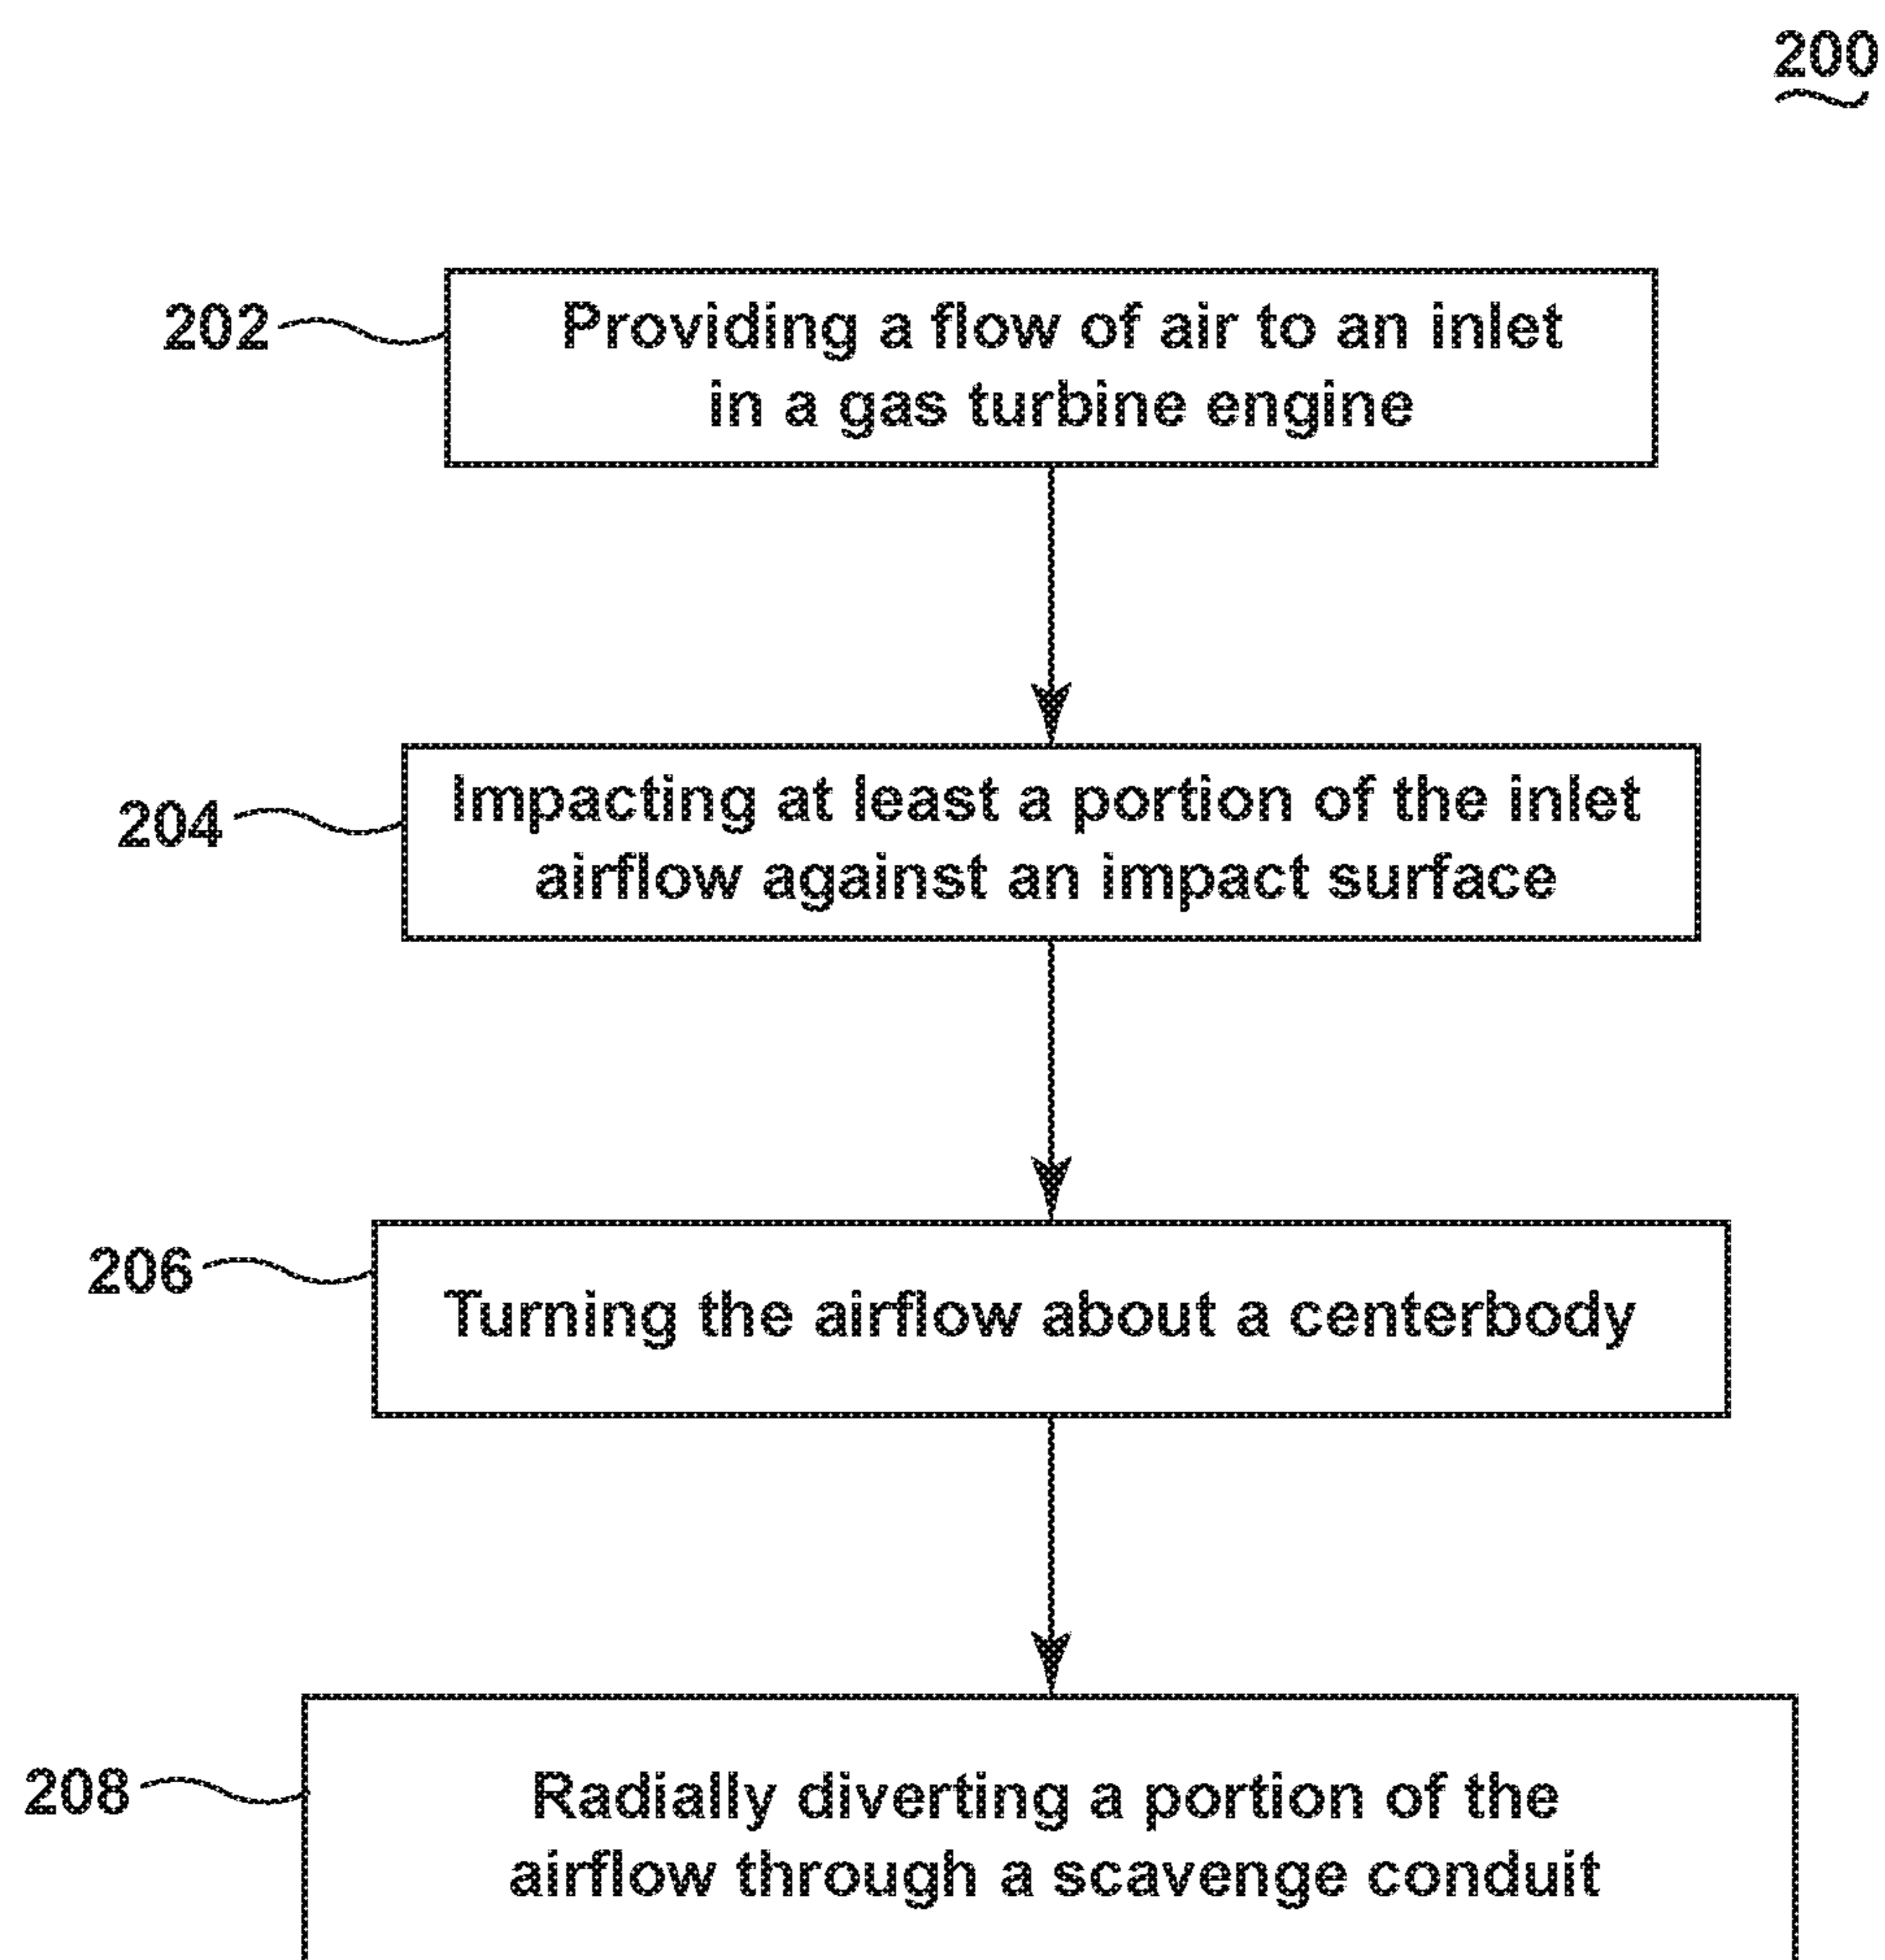 200
202
Providing a flow of air to an inlet
in a gas turbine engine
204
Impacting at least a portion of the inlet
airflow against an impact surface
206
Turning the airflow about a centerbody
208
Radially diverting a portion of the
airflow through a scavenge conduit